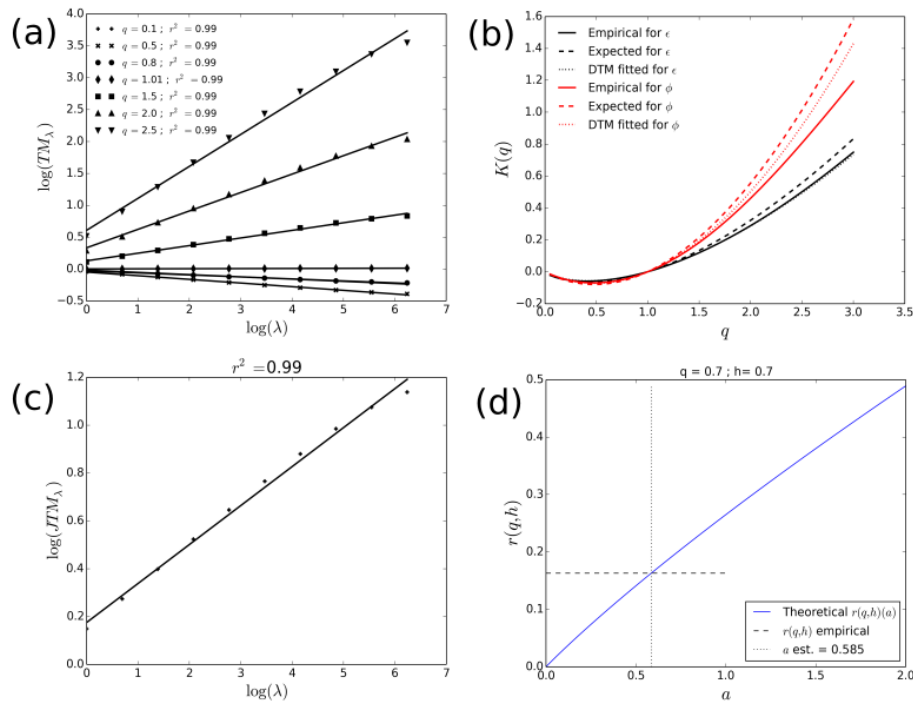 (a)
q = 0.1 ; r² = 0.99
q = 0.5 ; r² = 0.99
q = 0.8 ; r² = 0.99
q = 1.01 ; r² = 0.99
q = 1.5 ; r² = 0.99
q = 2.0 ; r² = 0.99
q = 2.5 ; r² = 0.99
4.0
3.5
3.0
2.5
2.0
1.5
1.0
0.5
0.0
−0.5
log(TM_λ)
0 1 2 3 4 5 6 7
log(λ)
(b)
Empirical for ϵ
Expected for ϵ
DTM fitted for ϵ
Empirical for ϕ
Expected for ϕ
DTM fitted for ϕ
1.6
1.4
1.2
1.0
0.8
0.6
0.4
0.2
0.0
−0.2
K(q)
0.0 0.5 1.0 1.5 2.0 2.5 3.0 3.5
q
(c)
r² =0.99
1.2
1.0
0.8
0.6
0.4
0.2
0.0
log(JTM_λ)
0 1 2 3 4 5 6 7
log(λ)
(d)
q = 0.7 ; h= 0.7
0.5
0.4
0.3
0.2
0.1
0.0
r(q,h)
Theoretical r(q,h)(a)
r(q,h) empirical
a est. = 0.585
0.0 0.5 1.0 1.5 2.0
a